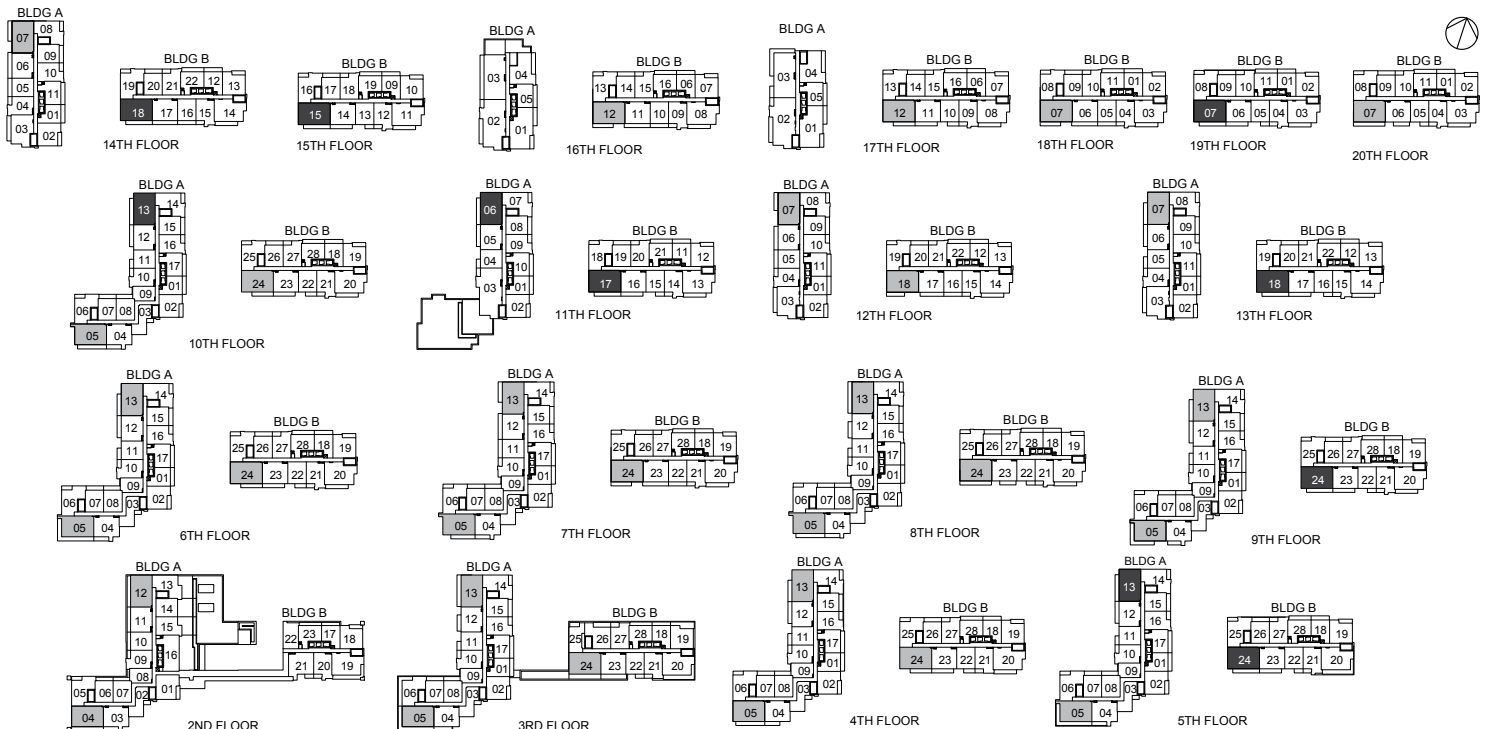 BLDG A
07 08
06 09
10
05 11
04 01
03 02
BLDG B
19 20 21 22 12 13
18 17 16 15 14
14TH FLOOR
BLDG B
16 17 18 19 09 10
15 14 13 12 11
15TH FLOOR
BLDG A
03 04
05
02 01
BLDG B
13 14 15 16 06 07
12 11 10 09 08
16TH FLOOR
BLDG A
03 04
05
02 01
BLDG B
13 14 15 16 06 07
12 11 10 09 08
17TH FLOOR
BLDG B
08 09 10 11 01 02
07 06 05 04 03
18TH FLOOR
BLDG B
08 09 10 11 01 02
07 06 05 04 03
19TH FLOOR
BLDG B
08 09 10 11 01 02
07 06 05 04 03
20TH FLOOR
BLDG A
13 14
12 15
16
11 17
10 01
09
06 07 08 03 02
05 04
BLDG B
25 26 27 28 18 19
24 23 22 21 20
10TH FLOOR
BLDG A
06 07
05 08
09
04 10
01
03 02
BLDG B
18 19 20 21 11 12
17 16 15 14 13
11TH FLOOR
BLDG A
07 08
06 09
10
05 11
04 01
03 02
BLDG B
19 20 21 22 12 13
18 17 16 15 14
12TH FLOOR
BLDG A
07 08
06 09
10
05 11
04 01
03 02
BLDG B
19 20 21 22 12 13
18 17 16 15 14
13TH FLOOR
BLDG A
13 14
12 15
16
11 17
10 01
09
06 07 08 03 02
05 04
BLDG B
25 26 27 28 18 19
24 23 22 21 20
6TH FLOOR
BLDG A
13 14
12 15
16
11 17
10 01
09
06 07 08 03 02
05 04
BLDG B
25 26 27 28 18 19
24 23 22 21 20
7TH FLOOR
BLDG A
13 14
12 15
16
11 17
10 01
09
06 07 08 03 02
05 04
BLDG B
25 26 27 28 18 19
24 23 22 21 20
8TH FLOOR
BLDG A
13 14
12 15
16
11 17
10 01
09
06 07 08 03 02
05 04
BLDG B
25 26 27 28 18 19
24 23 22 21 20
9TH FLOOR
BLDG A
12 13
11 14
15
10 16
09
08
05 06 07 02 01
04 03
BLDG B
22 23 17 18
21 20 19
2ND FLOOR
BLDG A
13 14
12 15
16
11 17
10 01
09
06 07 08 03 02
05 04
BLDG B
25 26 27 28 18 19
24 23 22 21 20
3RD FLOOR
BLDG A
13 14
12 15
16
11 17
10 01
09
06 07 08 03 02
05 04
BLDG B
25 26 27 28 18 19
24 23 22 21 20
4TH FLOOR
BLDG A
13 14
12 15
16
11 17
10 01
09
06 07 08 03 02
05 04
BLDG B
25 26 27 28 18 19
24 23 22 21 20
5TH FLOOR